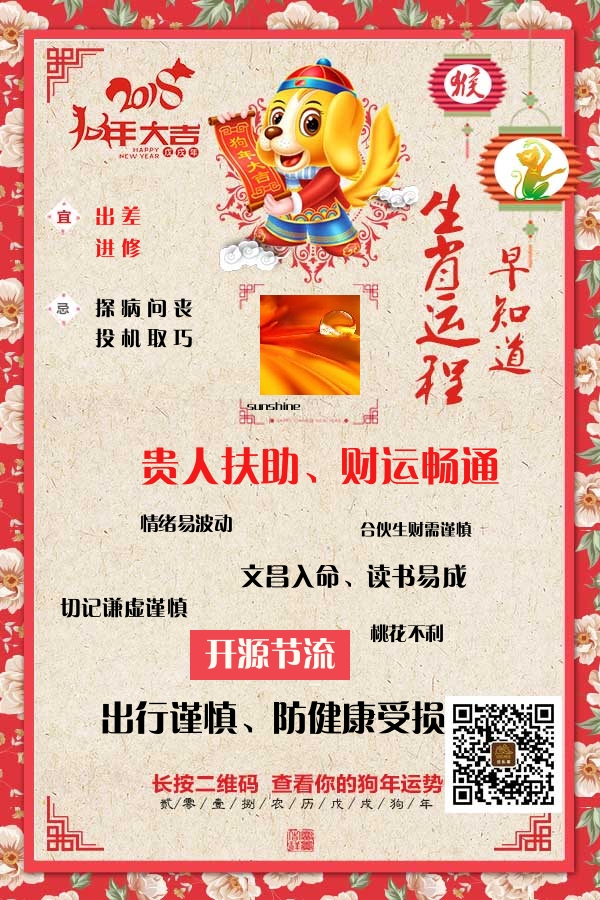 2018
狗年大吉
HAPPY
NEW YEAR
戊戌年
狗年大吉
猴
生肖运程
早知道
宜
出差
进修
忌
探病问丧
投机取巧
sunshine
HAPPY CHINESE NEW YEAR
贵人扶助、财运畅通
情绪易波动
合伙生财需谨慎
文昌入命、读书易成
切记谦虚谨慎
桃花不利
开源节流
出行谨慎、防健康受损
长按二维码 查看你的狗年运势
贰/零/壹/捌/农/历/戊/戌/狗/年